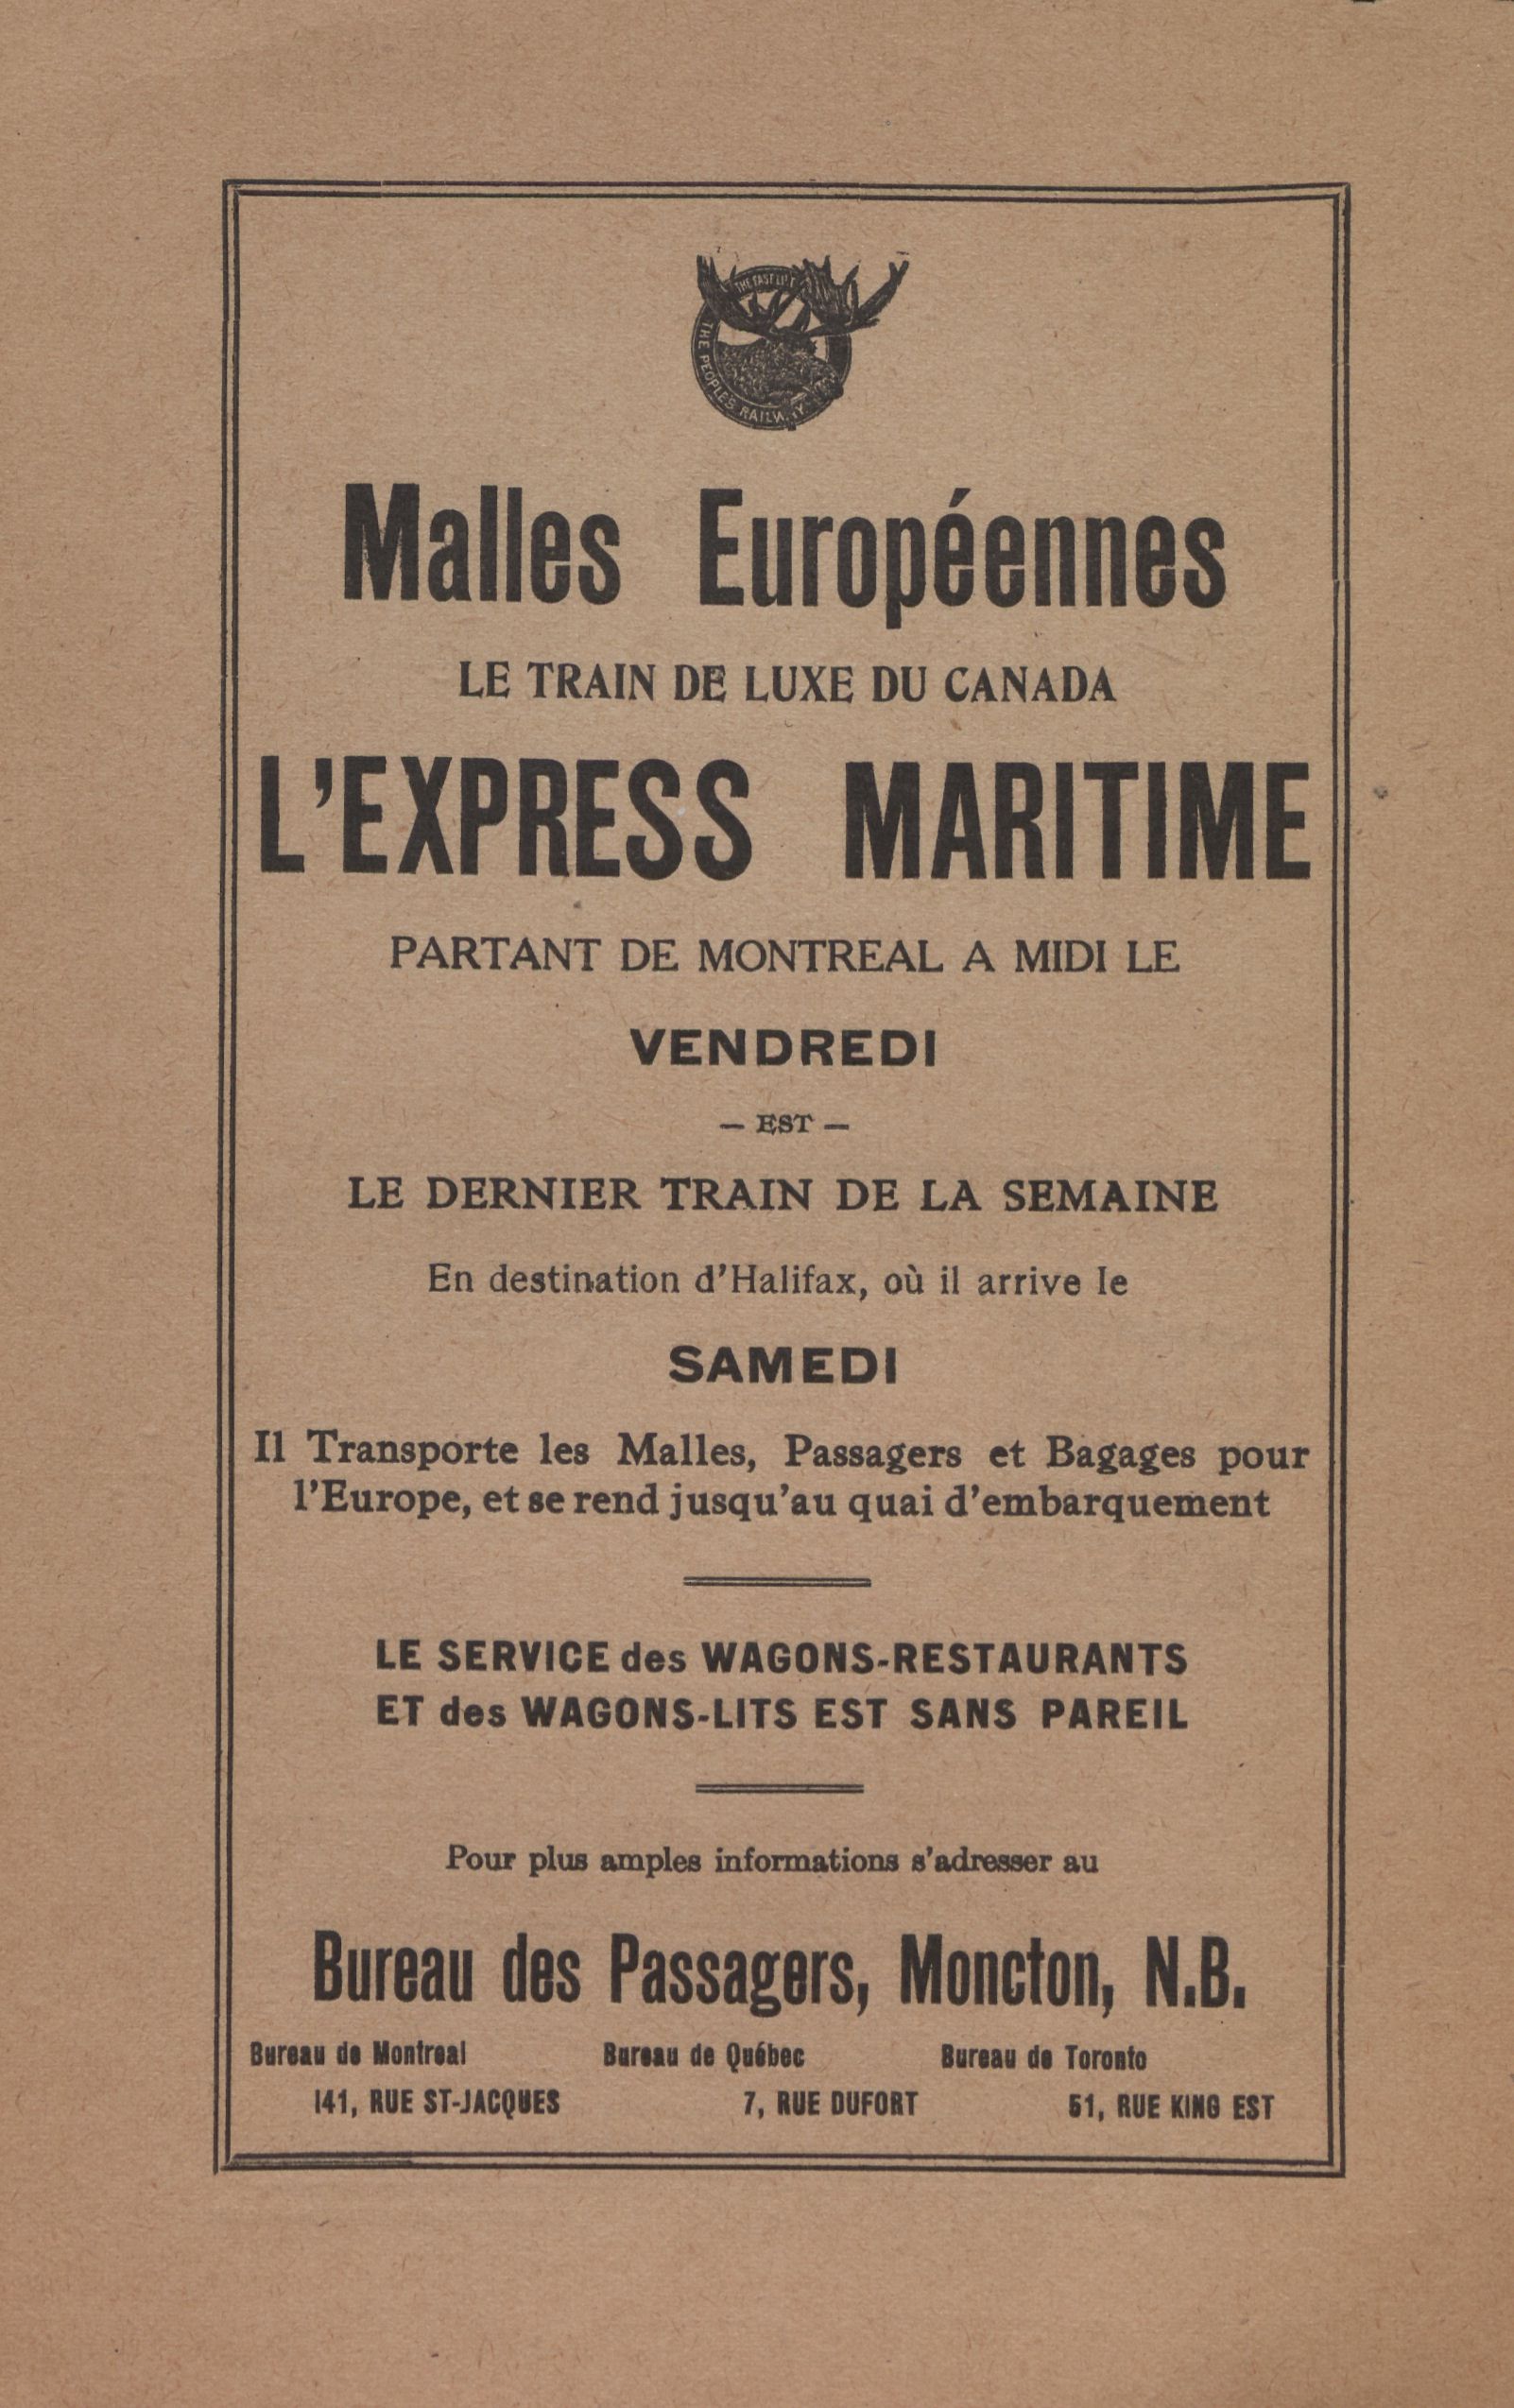 THE FAST LINE
THE PEOPLE'S RAILWAY
Malles Européennes
LE TRAIN DE LUXE DU CANADA
L'EXPRESS MARITIME
PARTANT DE MONTREAL A MIDI LE
VENDREDI
— EST —
LE DERNIER TRAIN DE LA SEMAINE
En destination d'Halifax, où il arrive le
SAMEDI
Il Transporte les Malles, Passagers et Bagages pour
l'Europe, et se rend jusqu'au quai d'embarquement
LE SERVICE des WAGONS-RESTAURANTS
ET des WAGONS-LITS EST SANS PAREIL
Pour plus amples informations s'adresser au
Bureau des Passagers, Moncton, N.B.
Bureau de Montreal Bureau de Québec Bureau de Toronto
141, RUE ST-JACQUES 7, RUE DUFORT 51, RUE KING EST